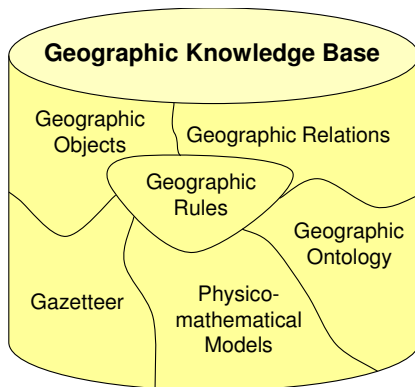 Geographic Knowledge Base
Geographic
Objects
Geographic Relations
Geographic
Rules
Geographic
Ontology
Gazetteer
Physico-
mathematical
Models